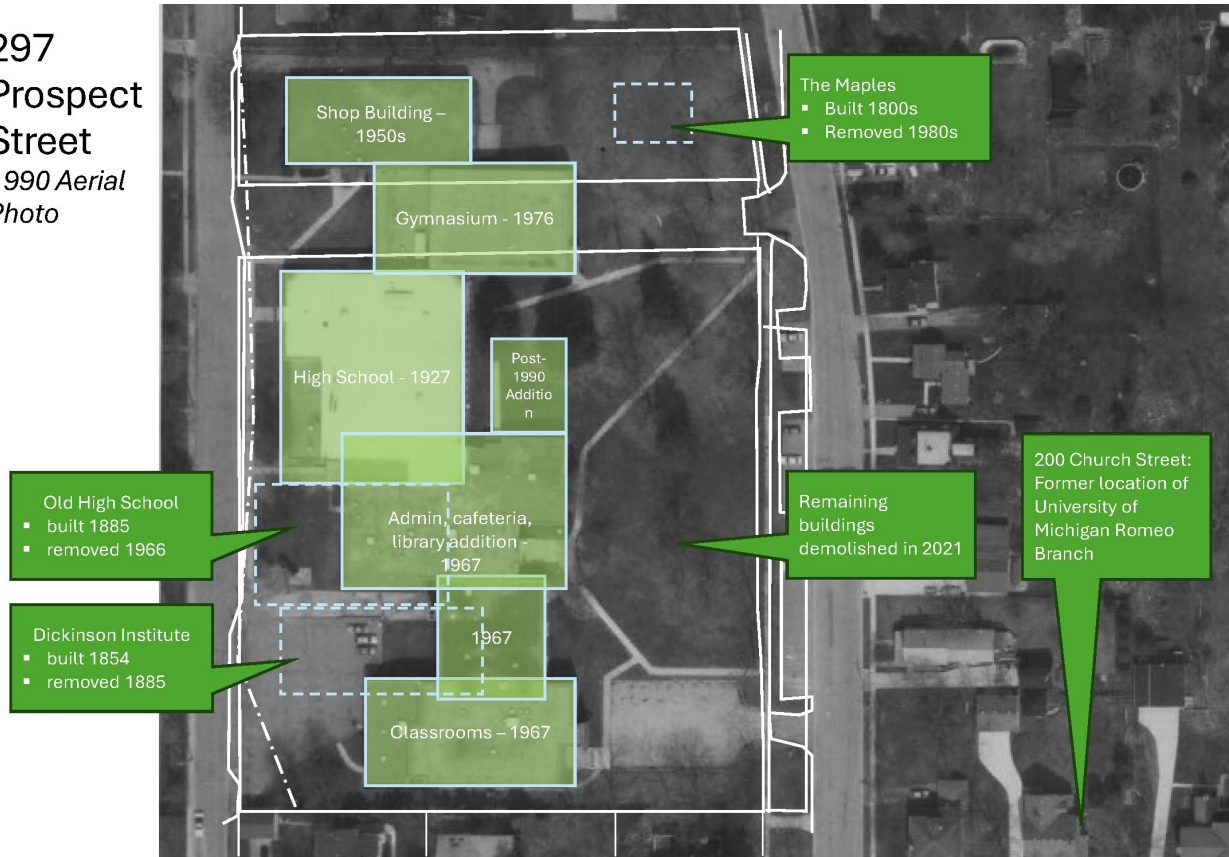 297
Prospect
Street
1990 Aerial
Photo
Shop Building –
1950s
The Maples
▪ Built 1800s
▪ Removed 1980s
Gymnasium - 1976
High School - 1927
Post-
1990
Additio
n
Old High School
▪ built 1885
▪ removed 1966
Admin, cafeteria,
library addition -
1967
Remaining
buildings
demolished in 2021
200 Church Street:
Former location of
University of
Michigan Romeo
Branch
Dickinson Institute
▪ built 1854
▪ removed 1885
1967
Classrooms – 1967